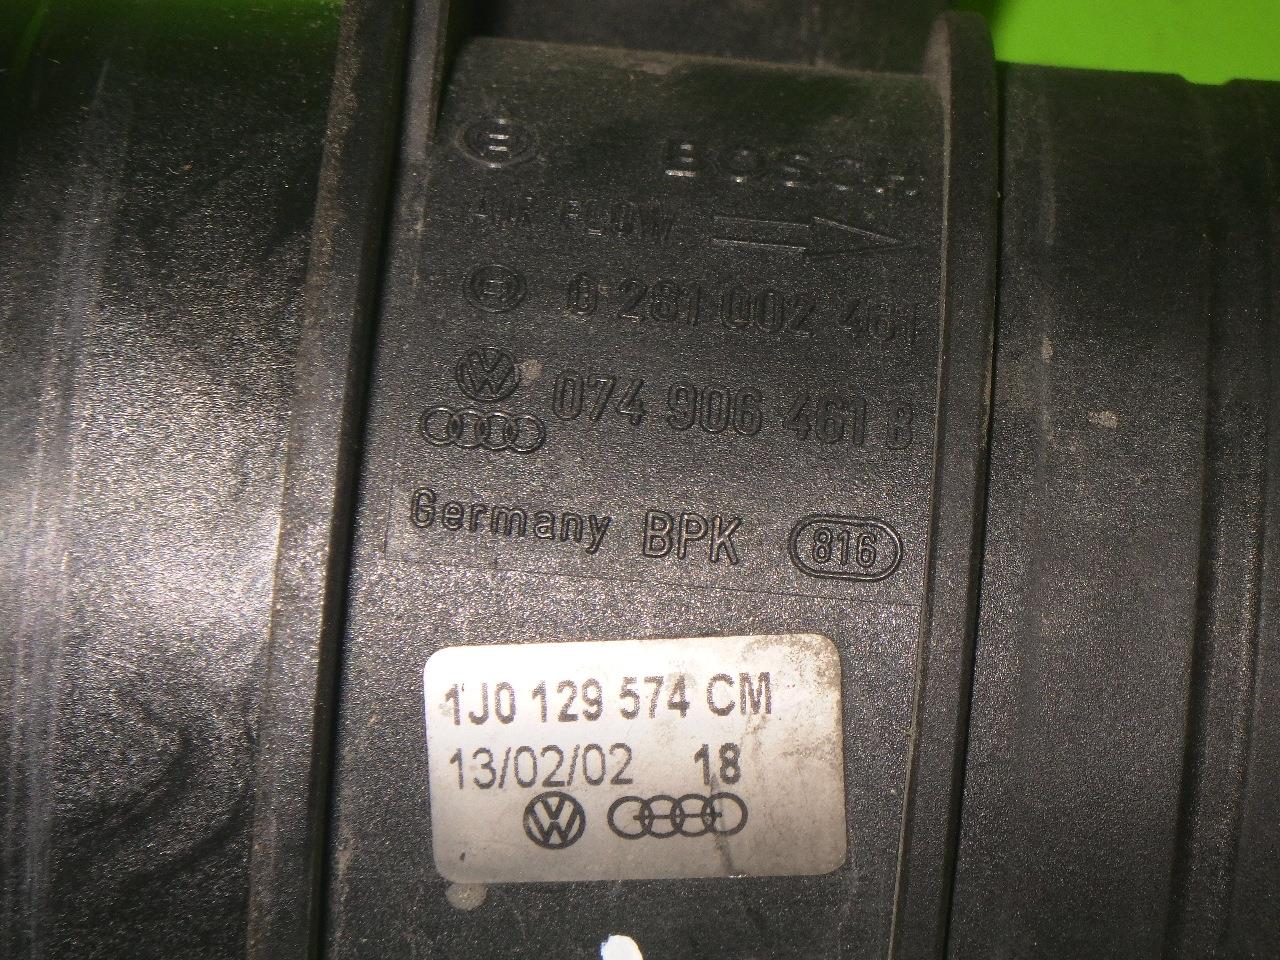 BOSCH
AIR FLOW
0 281 002 461
074 906 461 B
Germany BPK 816
1J0 129 574 CM
13/02/02 18